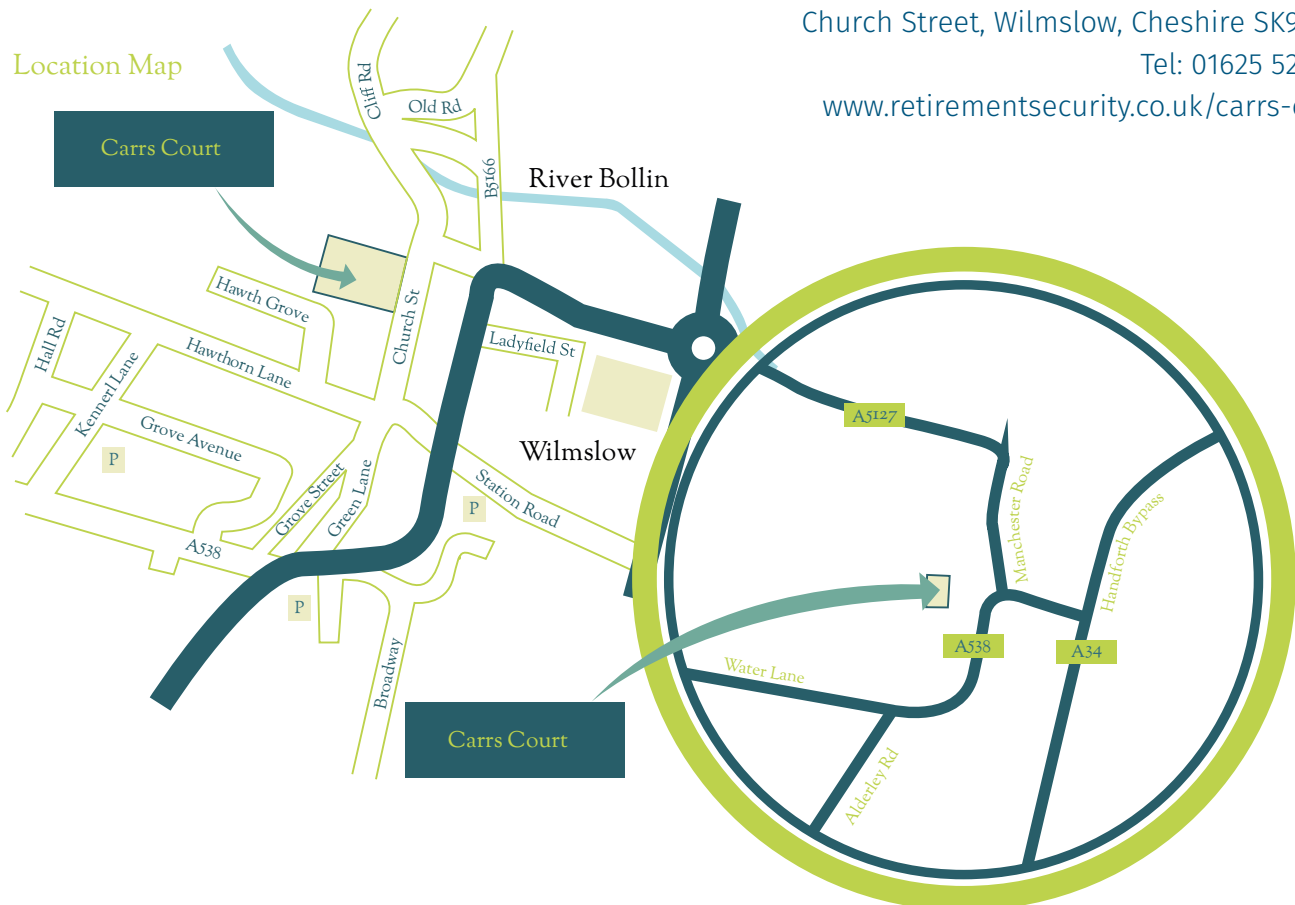 Church Street, Wilmslow, Cheshire SK9
Tel: 01625 52
www.retirementsecurity.co.uk/carrs-
Location Map
Cliff Rd
Old Rd
Carrs Court
B5166
River Bollin
Hawth Grove
Church St
Hall Rd
Hawthorn Lane
Ladyfield St
Kennerl Lane
Grove Avenue
P
Wilmslow
Grove Street
Green Lane
Station Road
P
A538
P
Broadway
A5127
Manchester Road
Handforth Bypass
A538
A34
Water Lane
Carrs Court
Alderley Rd